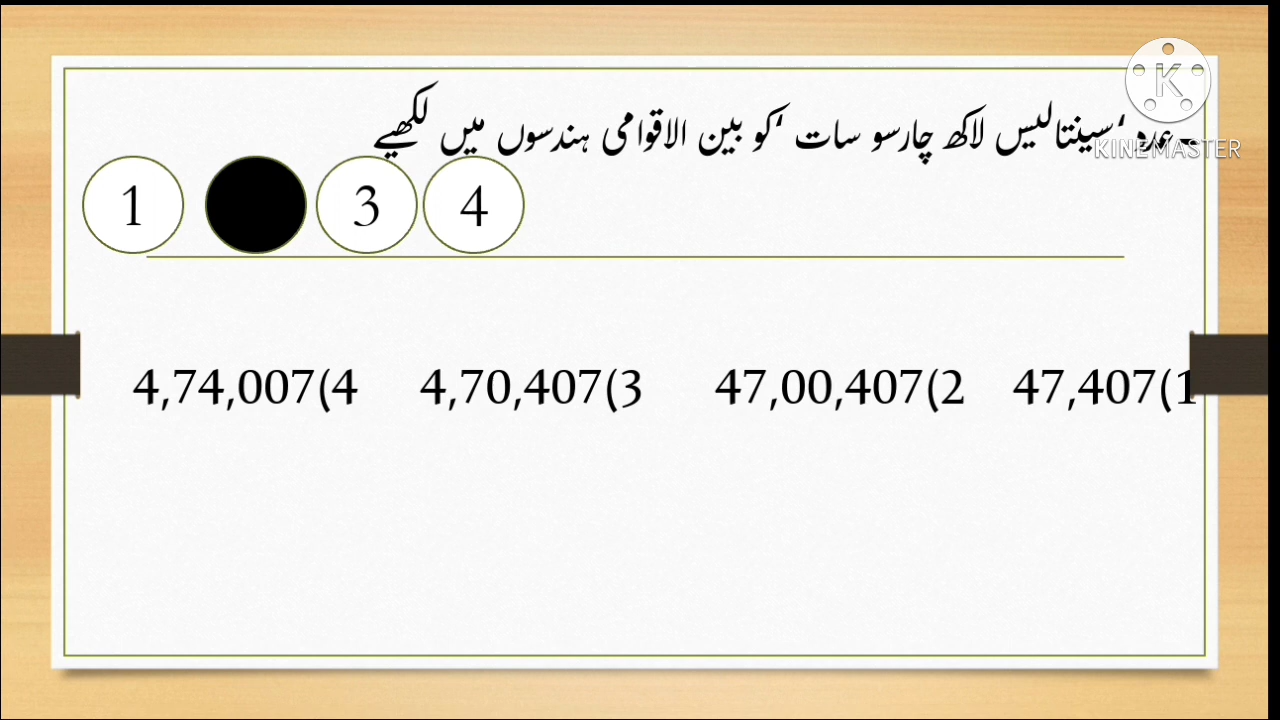 ‘سینتالیس لاکھ چارسو سات ‘کو بین الاقوامی ہندسوں میں لکھیے
1 3 4
47,407(1 47,00,407(2 4,70,407(3 4,74,007(4
K
KINEMASTER